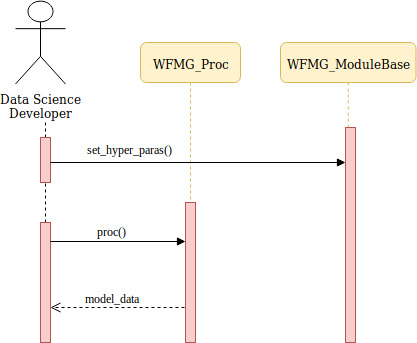 WFMG_Proc
WFMG_ModuleBase
Data Science
Developer
set_hyper_paras()
proc()
model_data